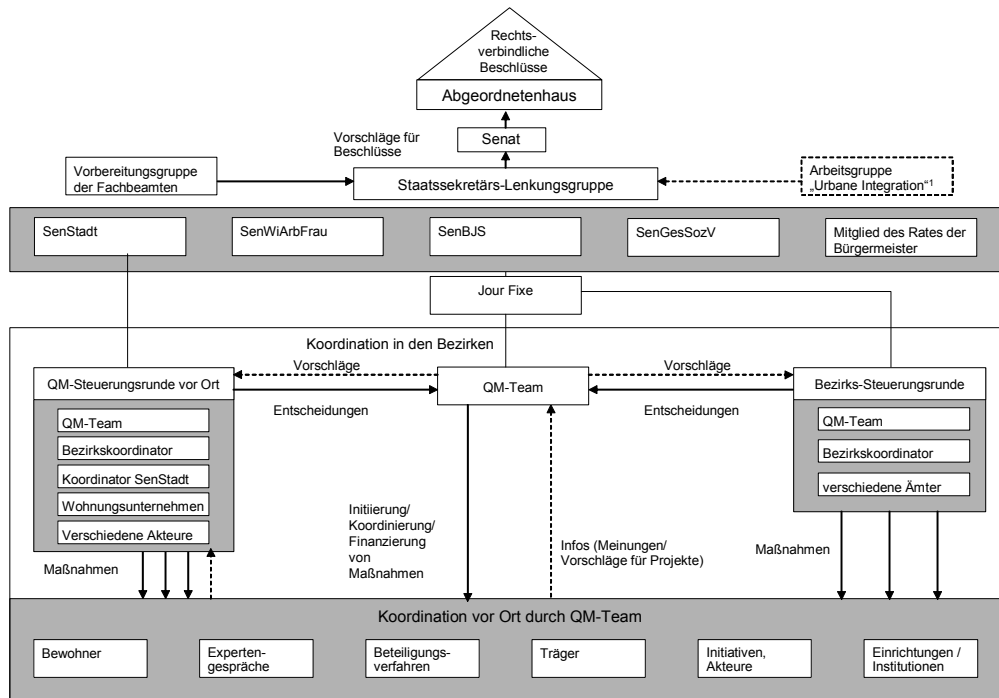 Rechts-
verbindliche
Beschlüsse
Abgeordnetenhaus
Vorschläge für
Beschlüsse
Senat
Vorbereitungsgruppe
der Fachbeamten
Staatssekretärs-Lenkungsgruppe
Arbeitsgruppe
„Urbane Integration“¹
SenStadt
SenWiArbFrau
SenBJS
SenGesSozV
Mitglied des Rates der
Bürgermeister
Jour Fixe
Koordination in den Bezirken
Vorschläge
Vorschläge
QM-Steuerungsrunde vor Ort
QM-Team
Bezirks-Steuerungsrunde
Entscheidungen
Entscheidungen
QM-Team
Bezirkskoordinator
Koordinator SenStadt
Wohnungsunternehmen
Verschiedene Akteure
QM-Team
Bezirkskoordinator
verschiedene Ämter
Maßnahmen
Initiierung/
Koordinierung/
Finanzierung
von
Maßnahmen
Infos (Meinungen/
Vorschläge für Projekte)
Maßnahmen
Koordination vor Ort durch QM-Team
Bewohner
Experten-
gespräche
Beteiligungs-
verfahren
Träger
Initiativen,
Akteure
Einrichtungen /
Institutionen